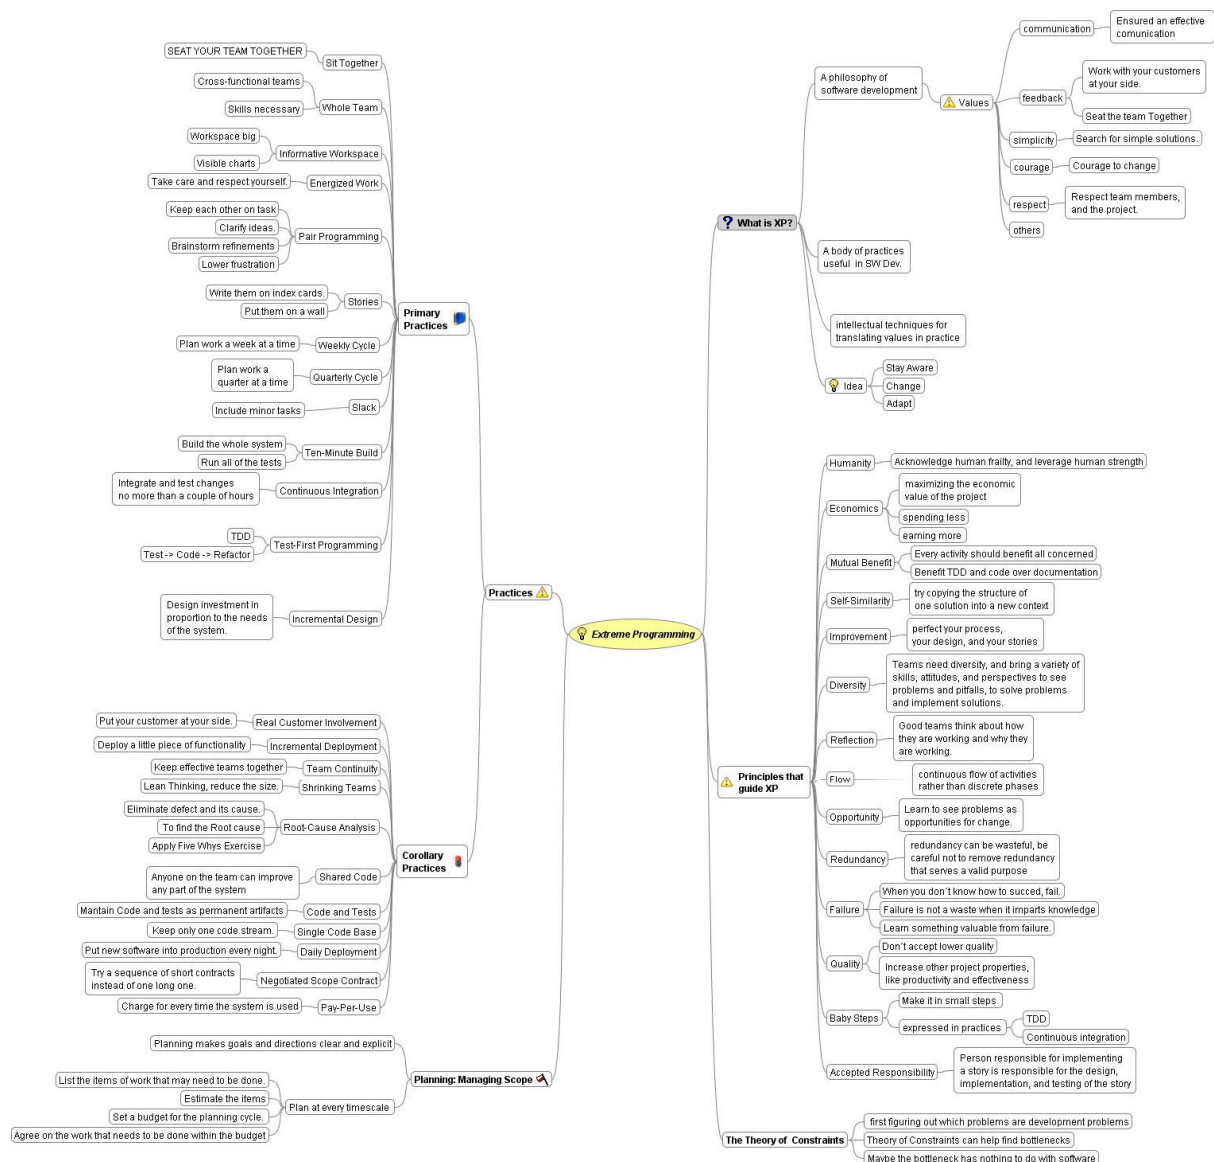 Extreme Programming
What is XP?
A philosophy of
software development
Values
communication
Ensured an effective
comunication
feedback
Work with your customers
at your side.
Seat the team Together
simplicity
Search for simple solutions.
courage
Courage to change
respect
Respect team members,
and the project.
others
A body of practices
useful in SW Dev.
intellectual techniques for
translating values in practice
Idea
Stay Aware
Change
Adapt
Principles that
guide XP
Humanity
Acknowledge human frailty, and leverage human strength
Economics
maximizing the economic
value of the project
spending less
earning more
Mutual Benefit
Every activity should benefit all concerned
Benefit TDD and code over documentation
Self-Similarity
try copying the structure of
one solution into a new context
Improvement
perfect your process,
your design, and your stories
Diversity
Teams need diversity, and bring a variety of
skills, attitudes, and perspectives to see
problems and pitfalls, to solve problems
and implement solutions.
Reflection
Good teams think about how
they are working and why they
are working.
Flow
continuous flow of activities
rather than discrete phases
Opportunity
Learn to see problems as
opportunities for change.
Redundancy
redundancy can be wasteful, be
careful not to remove redundancy
that serves a valid purpose
Failure
When you don´t know how to succed, fail.
Failure is not a waste when it imparts knowledge
Learn something valuable from failure.
Quality
Don´t accept lower quality
Increase other project properties,
like productivity and effectiveness
Baby Steps
Make it in small steps
expressed in practices
TDD
Continuous integration
Accepted Responsibility
Person responsible for implementing
a story is responsible for the design,
implementation, and testing of the story
The Theory of Constraints
first figuring out which problems are development problems
Theory of Constraints can help find bottlenecks
Maybe the bottleneck has nothing to do with software
Practices
Primary
Practices
Sit Together
SEAT YOUR TEAM TOGETHER
Whole Team
Cross-functional teams
Skills necessary
Informative Workspace
Workspace big
Visible charts
Energized Work
Take care and respect yourself.
Pair Programming
Keep each other on task
Clarify ideas.
Brainstorm refinements
Lower frustration
Stories
Write them on index cards.
Put them on a wall
Weekly Cycle
Plan work a week at a time
Quarterly Cycle
Plan work a
quarter at a time
Slack
Include minor tasks
Ten-Minute Build
Build the whole system
Run all of the tests
Continuous Integration
Integrate and test changes
no more than a couple of hours
Test-First Programming
TDD
Test -> Code -> Refactor
Incremental Design
Design investment in
proportion to the needs
of the system.
Corollary
Practices
Real Customer Involvement
Put your customer at your side.
Incremental Deployment
Deploy a little piece of functionality
Team Continuity
Keep effective teams together
Shrinking Teams
Lean Thinking, reduce the size.
Root-Cause Analysis
Eliminate defect and its cause.
To find the Root cause
Apply Five Whys Exercise
Shared Code
Anyone on the team can improve
any part of the system
Code and Tests
Mantain Code and tests as permanent artifacts
Single Code Base
Keep only one code stream.
Daily Deployment
Put new software into production every night.
Negotiated Scope Contract
Try a sequence of short contracts
instead of one long one.
Pay-Per-Use
Charge for every time the system is used
Planning: Managing Scope
Planning makes goals and directions clear and explicit
Plan at every timescale
List the items of work that may need to be done.
Estimate the items
Set a budget for the planning cycle.
Agree on the work that needs to be done within the budget